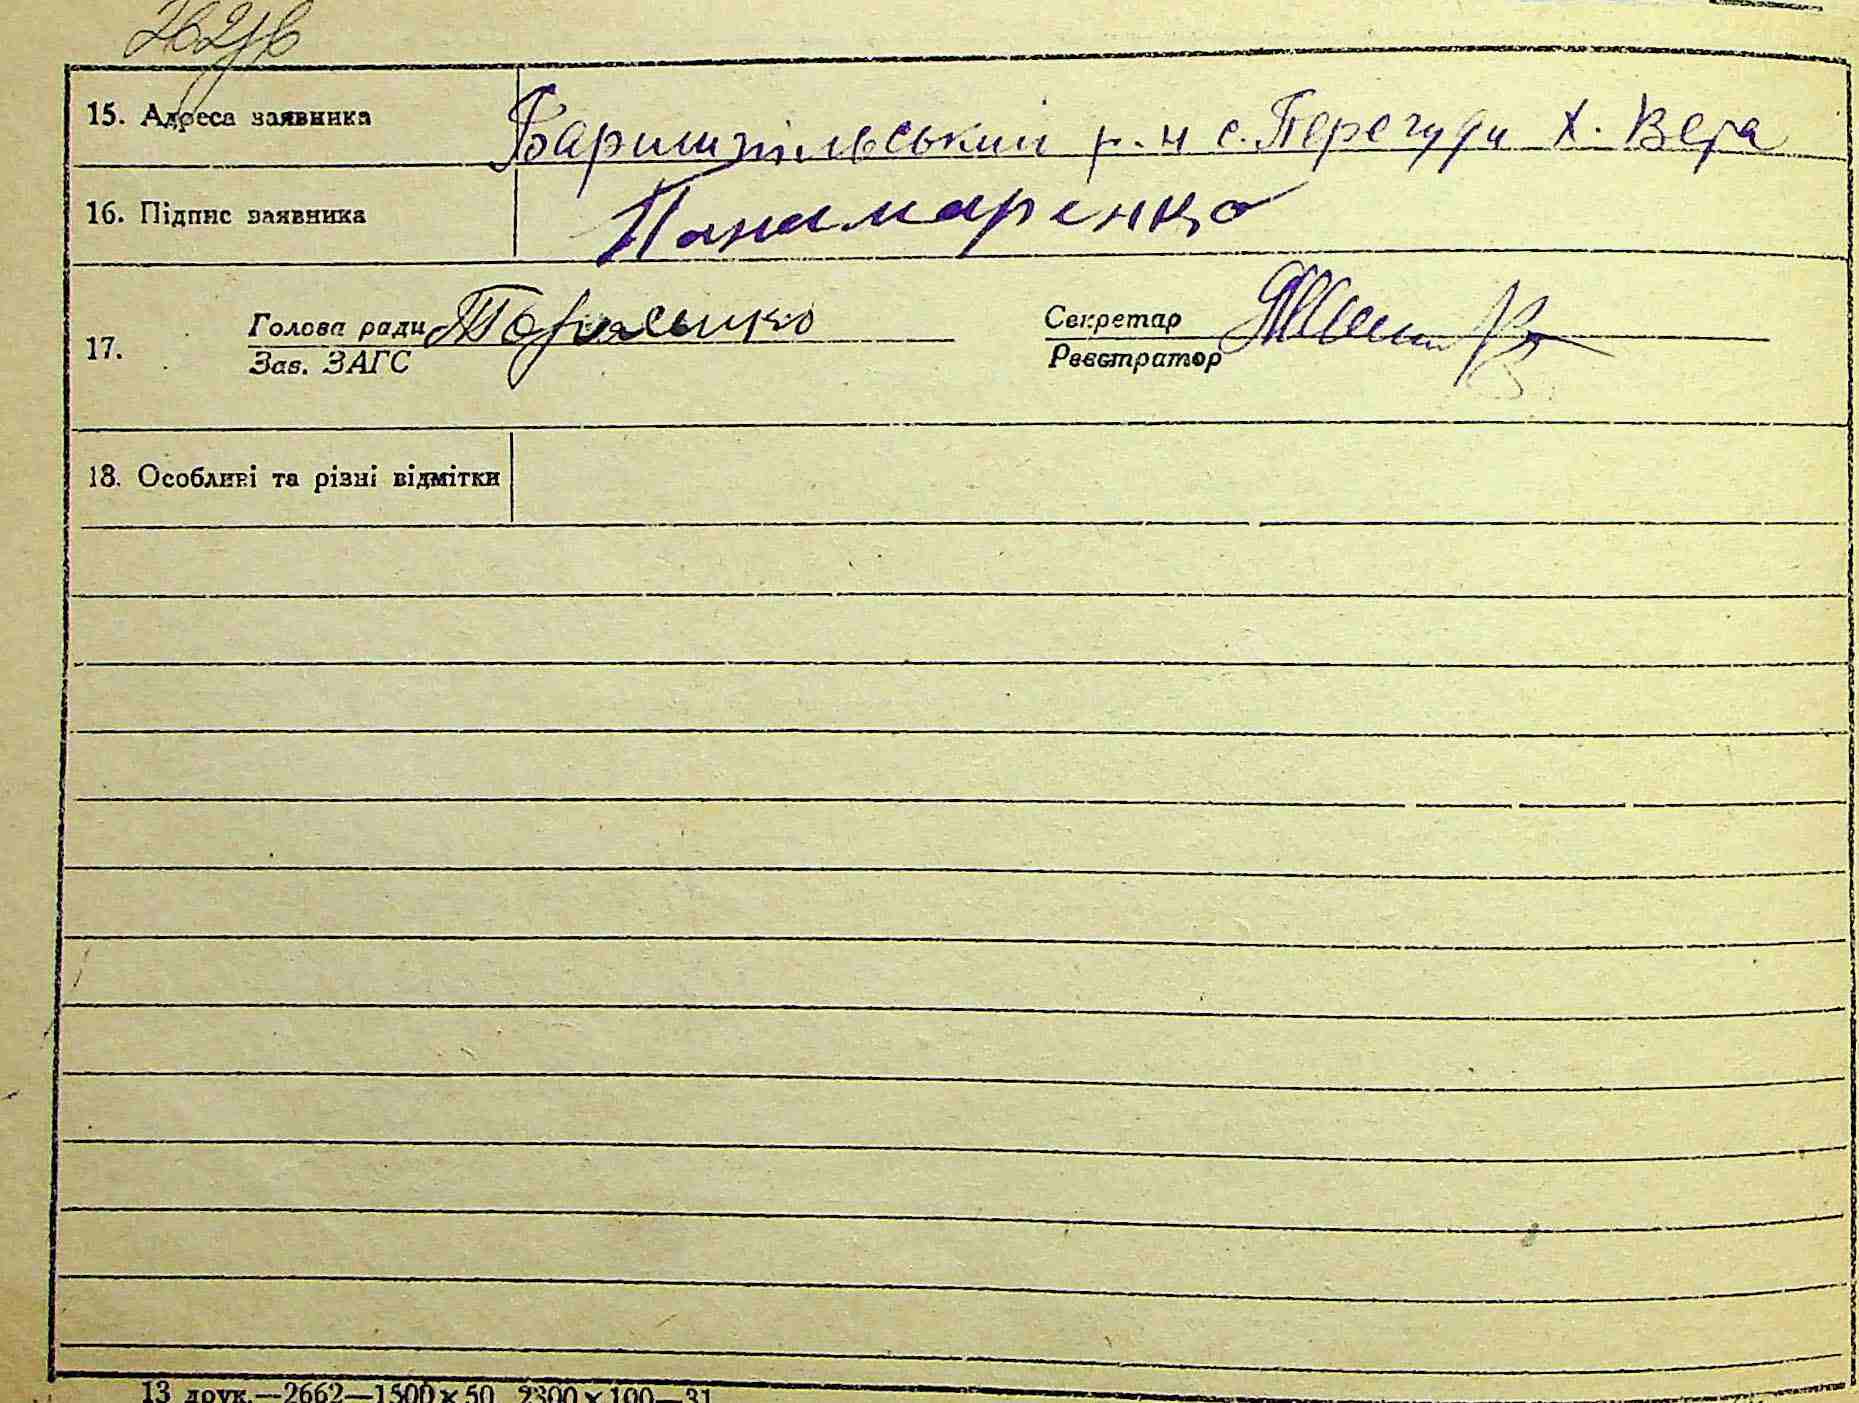 15. Адреса заявника Баришпільський р-н с. Перегуди х. Вера
16. Підпис заявника Панамаренко
Голова ради Секретар
17.
Зав. ЗАГС Реєстратор
18. Особливі та різні відмітки
13 друк.—2662—1500×50 2300×100—31